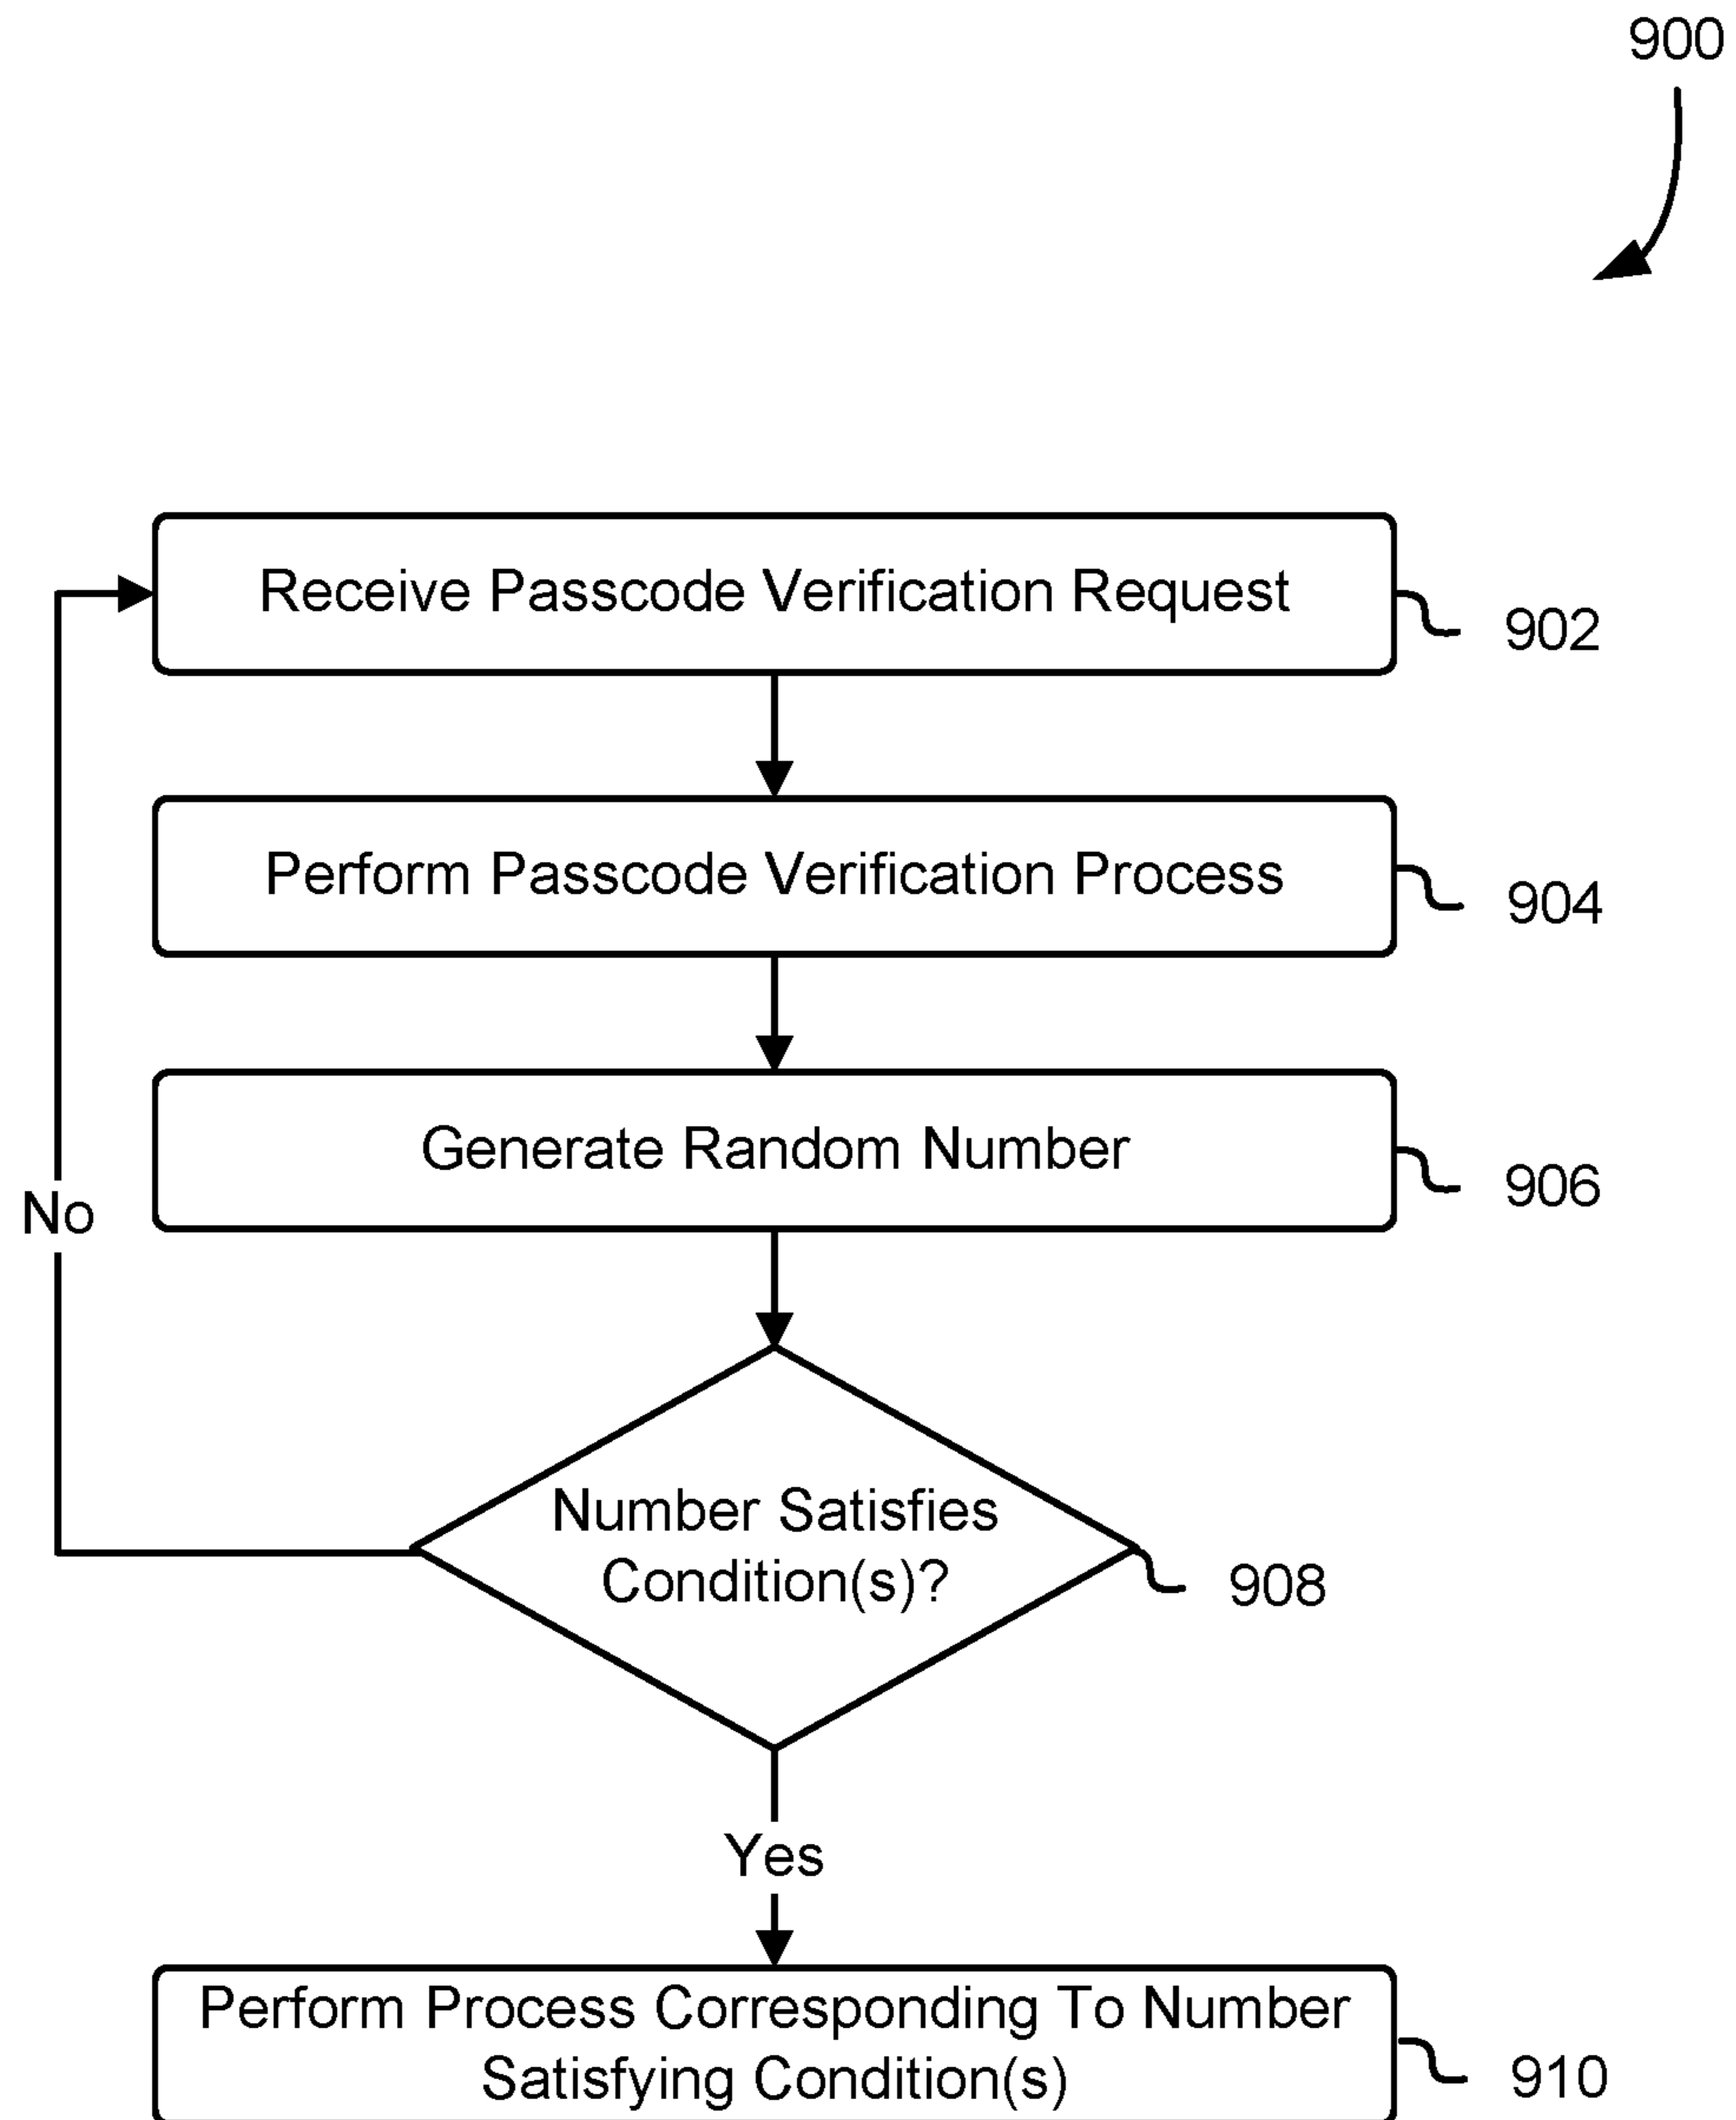 900
Receive Passcode Verification Request
902
Perform Passcode Verification Process
904
Generate Random Number
906
No
Number Satisfies
Condition(s)?
908
Yes
Perform Process Corresponding To Number
Satisfying Condition(s)
910